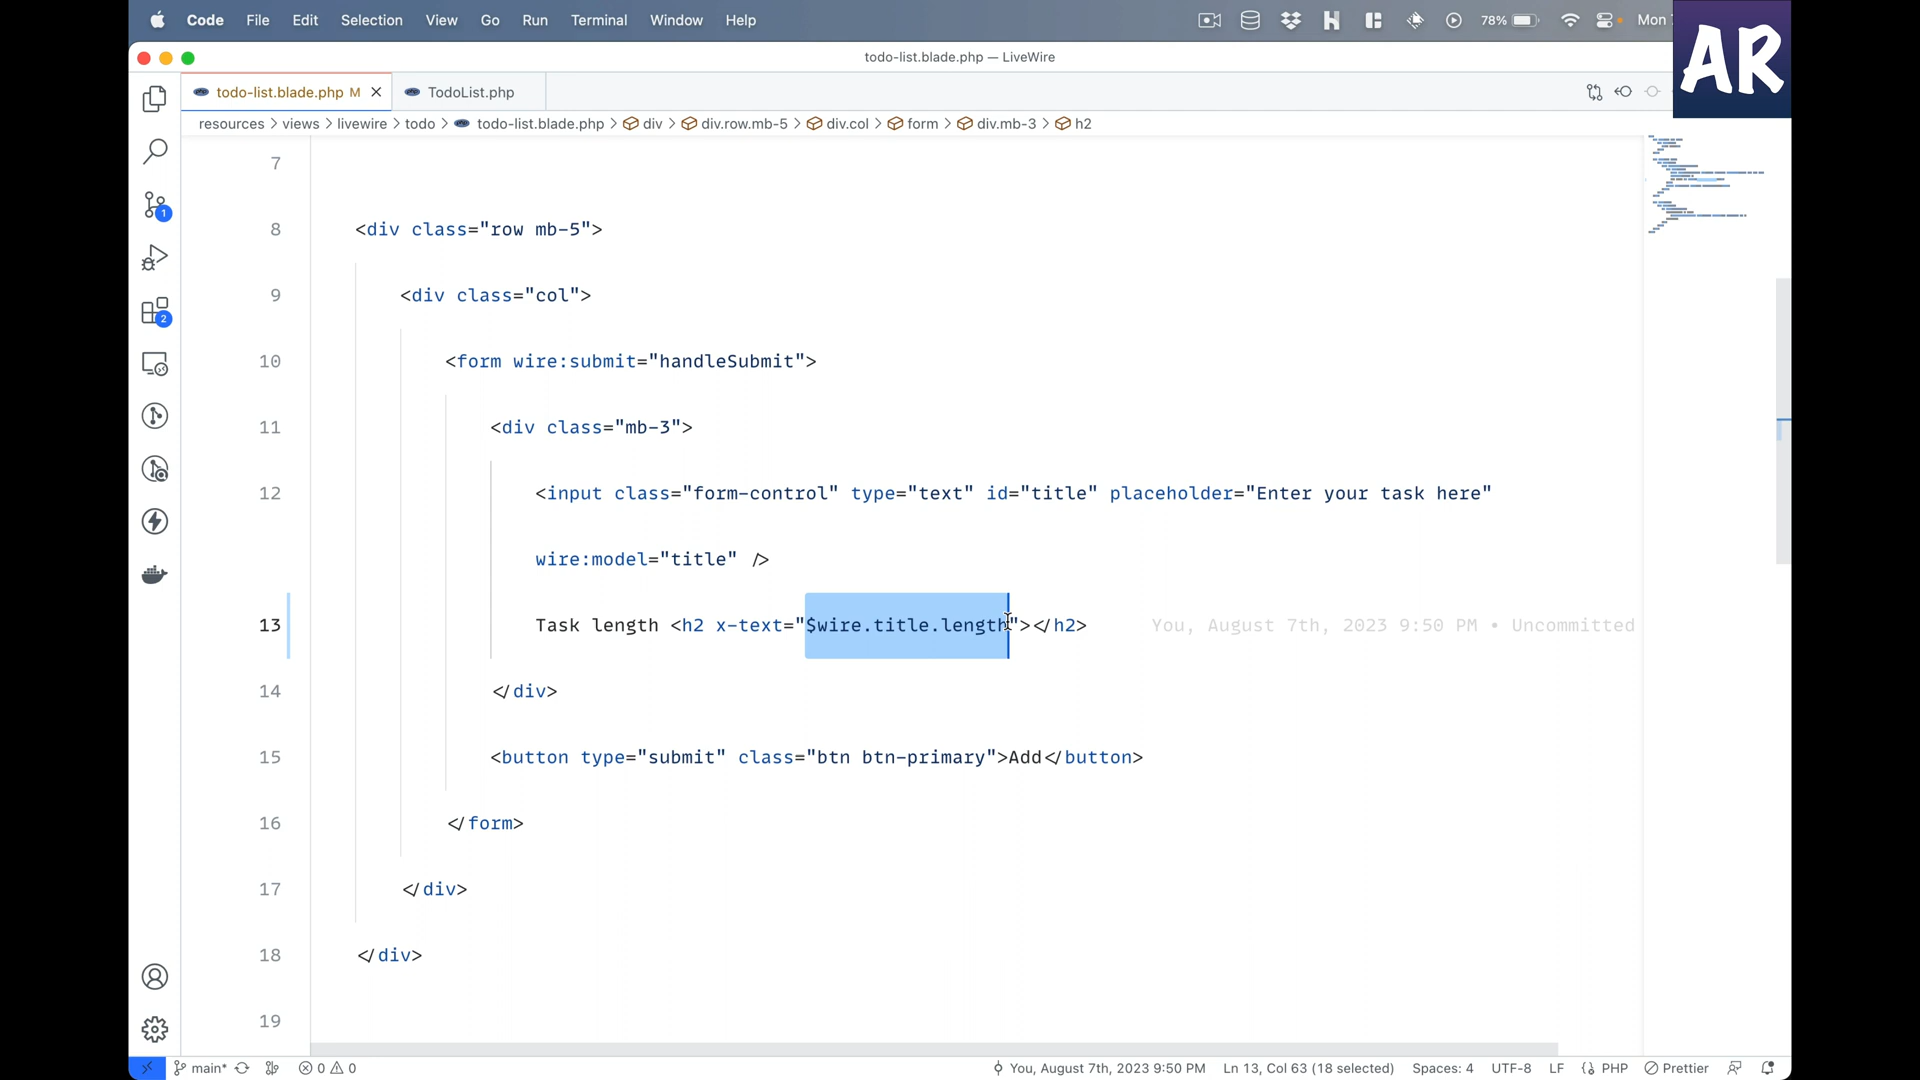 Code File Edit Selection View Go Run Terminal Window Help 78% Mon
AR
todo-list.blade.php — LiveWire
todo-list.blade.php M TodoList.php
resources > views > livewire > todo > todo-list.blade.php > div > div.row.mb-5 > div.col > form > div.mb-3 > h2
7
8 <div class="row mb-5">
9 <div class="col">
10 <form wire:submit="handleSubmit">
11 <div class="mb-3">
12 <input class="form-control" type="text" id="title" placeholder="Enter your task here"
wire:model="title" />
13 Task length <h2 x-text="$wire.title.length"></h2> You, August 7th, 2023 9:50 PM • Uncommitted
14 </div>
15 <button type="submit" class="btn btn-primary">Add</button>
16 </form>
17 </div>
18 </div>
19
1
2
main* 0 0 You, August 7th, 2023 9:50 PM Ln 13, Col 63 (18 selected) Spaces: 4 UTF-8 LF {} PHP Prettier